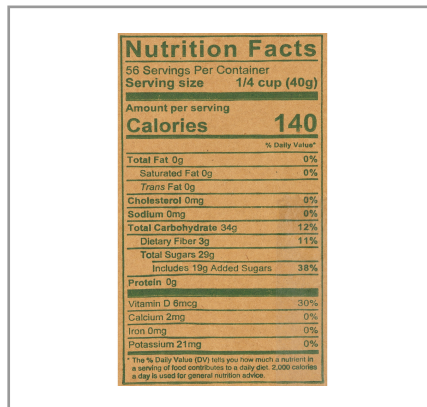 Nutrition Facts
56 Servings Per Container
Serving size 1/4 cup (40g)
Amount per serving
Calories 140
% Daily Value*
Total Fat 0g 0%
Saturated Fat 0g 0%
Trans Fat 0g
Cholesterol 0mg 0%
Sodium 0mg 0%
Total Carbohydrate 34g 12%
Dietary Fiber 3g 11%
Total Sugars 29g
Includes 19g Added Sugars 38%
Protein 0g
Vitamin D 6mcg 30%
Calcium 2mg 0%
Iron 0mg 0%
Potassium 21mg 0%
* The % Daily Value (DV) tells you how much a nutrient in
a serving of food contributes to a daily diet. 2,000 calories
a day is used for general nutrition advice.